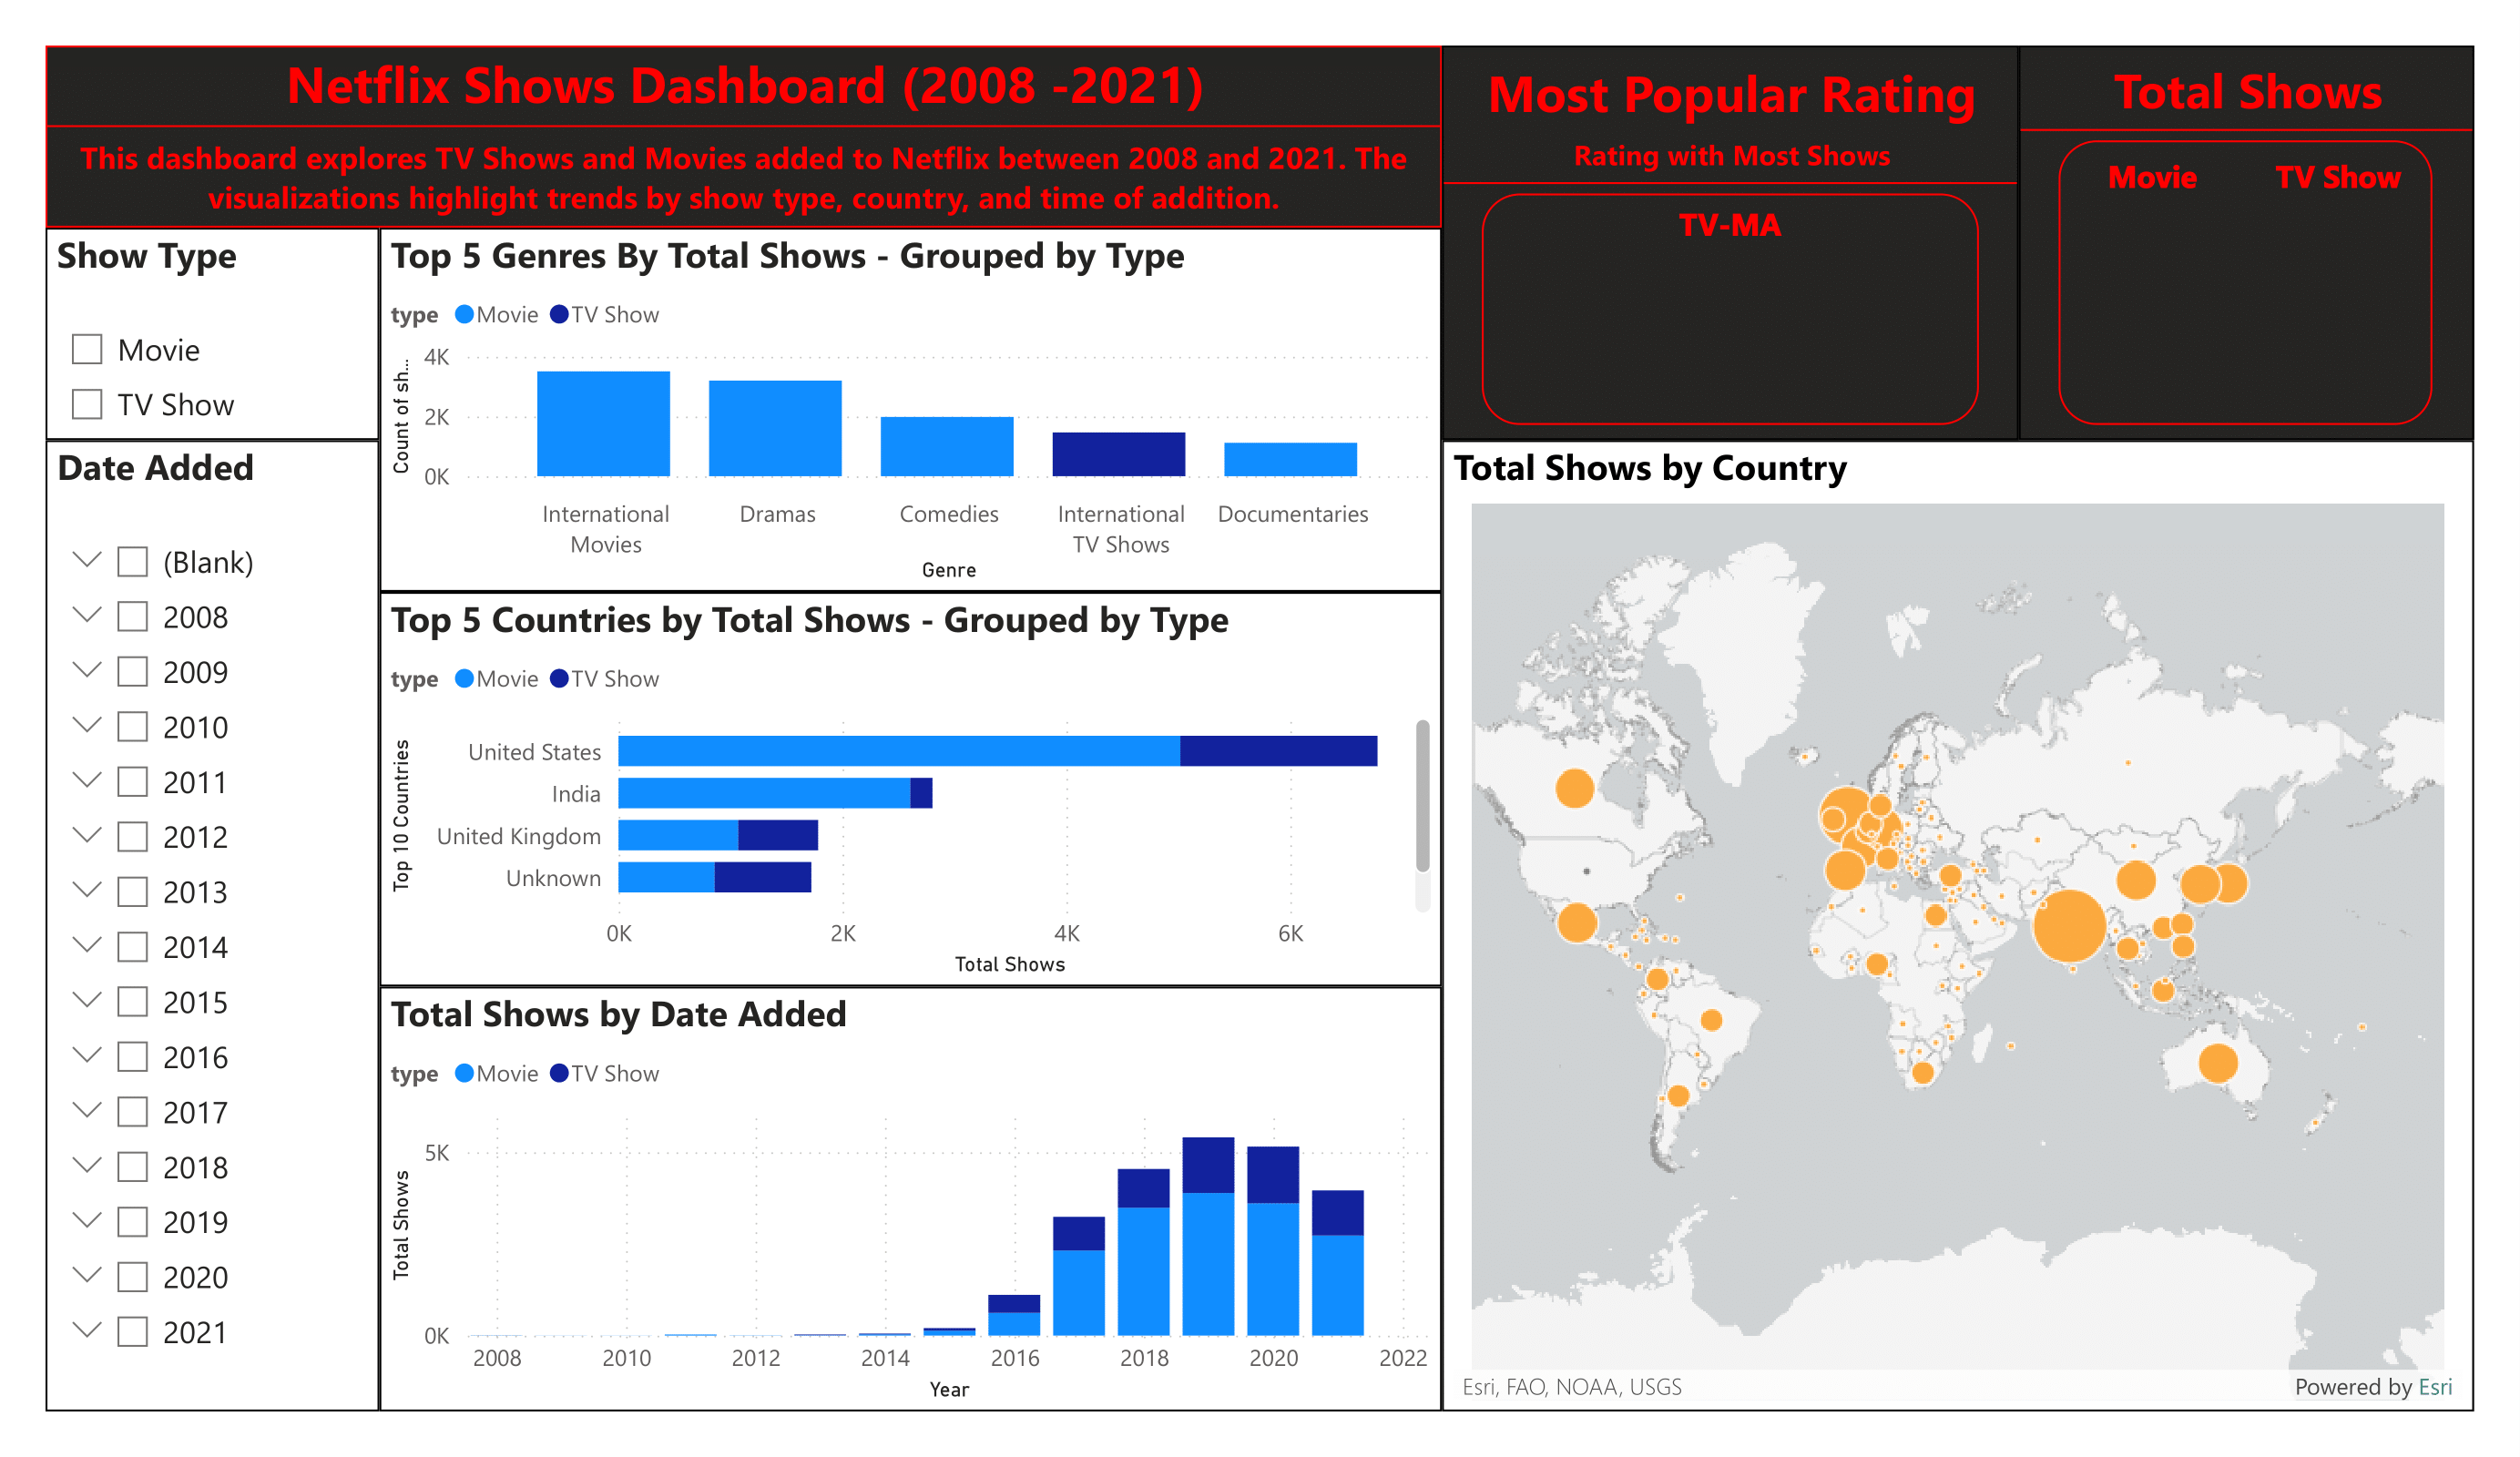 Netflix Shows Dashboard (2008 -2021)
This dashboard explores TV Shows and Movies added to Netflix between 2008 and 2021. The
visualizations highlight trends by show type, country, and time of addition.
Most Popular Rating
Rating with Most Shows
TV-MA
Total Shows
Movie TV Show
Show Type
Movie
TV Show
Date Added
(Blank)
2008
2009
2010
2011
2012
2013
2014
2015
2016
2017
2018
2019
2020
2021
Top 5 Genres By Total Shows - Grouped by Type
type Movie TV Show
Count of sh...
4K
2K
0K
International Movies
Dramas
Comedies
International TV Shows
Documentaries
Genre
Top 5 Countries by Total Shows - Grouped by Type
type Movie TV Show
Top 10 Countries
United States
India
United Kingdom
Unknown
0K 2K 4K 6K
Total Shows
Total Shows by Date Added
type Movie TV Show
Total Shows
5K
0K
2008 2010 2012 2014 2016 2018 2020 2022
Year
Total Shows by Country
Esri, FAO, NOAA, USGS
Powered by Esri